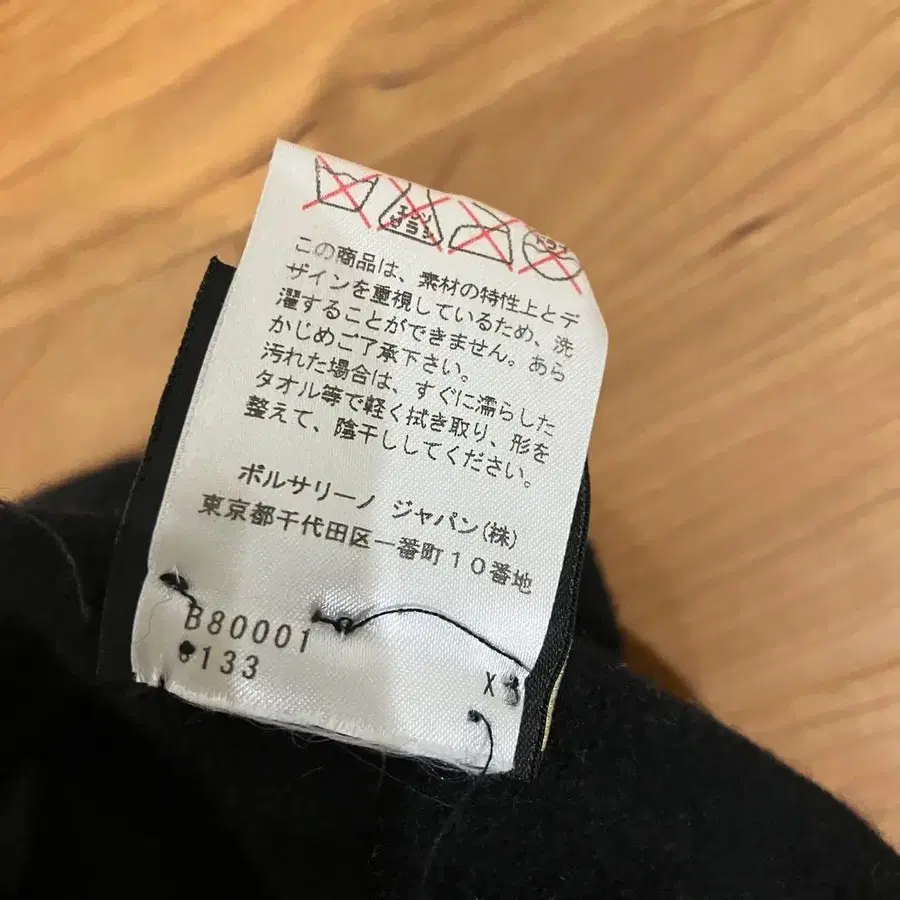 エンソ
サラシ
ドライ
この商品は、素材の特性上とデ
ザインを重視しているため、洗
濯することができません。あら
かじめご了承下さい。
汚れた場合は、すぐに濡らした
タオル等で軽く拭き取り、形を
整えて、陰干ししてください。
ボルサリーノ ジャパン(株)
東京都千代田区一番町10番地
B80001
133
X